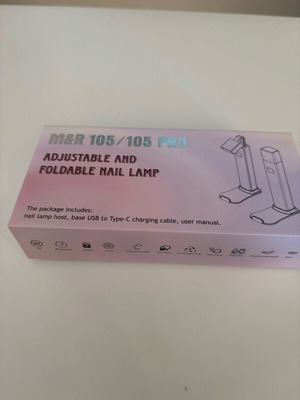 M&R 105/105 PRO
ADJUSTABLE AND
FOLDABLE NAIL LAMP
The package includes:
nail lamp host, base USB to Type-C charging cable, user manual.